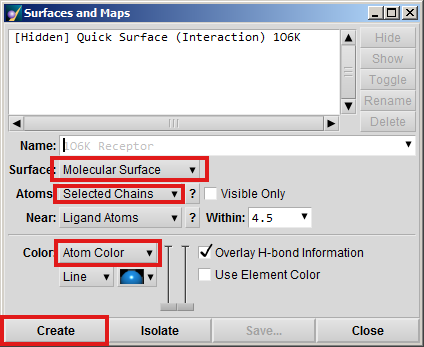 Surfaces and Maps
[Hidden] Quick Surface (Interaction) 1O6K
Hide
Show
Toggle
Rename
Delete
Name: 1O6K Receptor
Surface: Molecular Surface
Atoms: Selected Chains ? Visible Only
Near: Ligand Atoms ? Within: 4.5
Color: Atom Color Overlay H-bond Information
Line Use Element Color
Create Isolate Save... Close